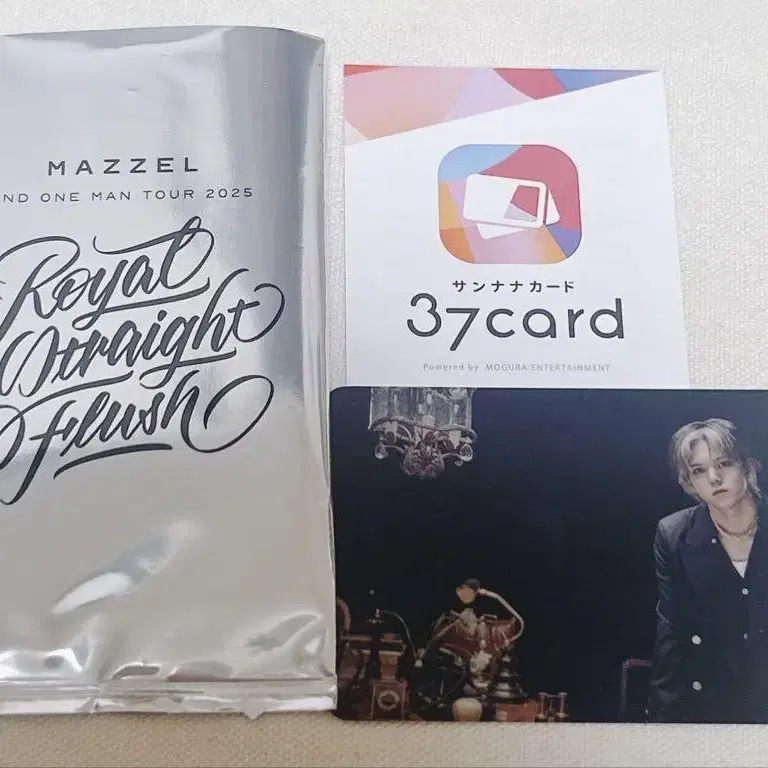 MAZZEL
ND ONE MAN TOUR 2025
Royal
Straight
Flush
サンナナカード
37card
Powered by MOGURA ENTERTAINMENT